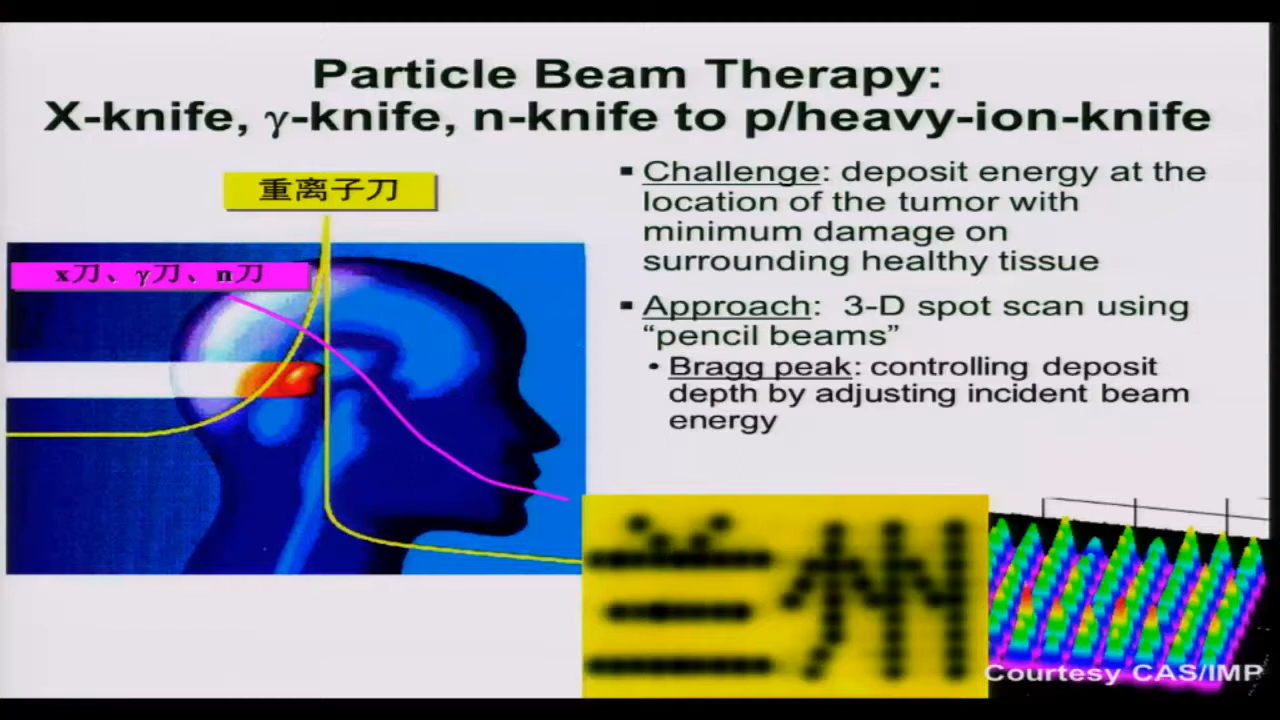 Particle Beam Therapy:
X-knife, γ-knife, n-knife to p/heavy-ion-knife
重离子刀
x刀、γ刀、n刀
▪ Challenge: deposit energy at the
location of the tumor with
minimum damage on
surrounding healthy tissue
▪ Approach: 3-D spot scan using
“pencil beams”
• Bragg peak: controlling deposit
depth by adjusting incident beam
energy
兰州
Courtesy CAS/IMP